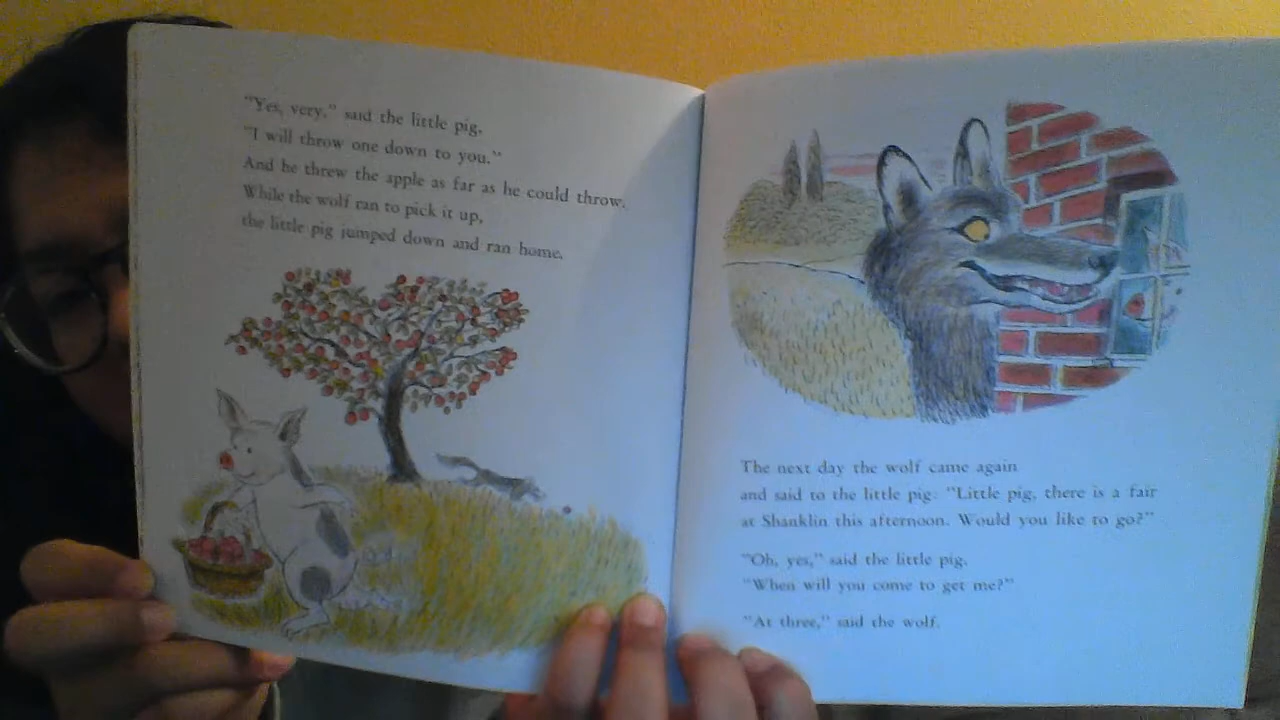 "Yes, very," said the little pig,
"I will throw one down to you."
And he threw the apple as far as he could throw.
While the wolf ran to pick it up,
the little pig jumped down and ran home.
The next day the wolf came again
and said to the little pig: "Little pig, there is a fair
at Shanklin this afternoon. Would you like to go?"
"Oh, yes," said the little pig.
"When will you come to get me?"
"At three," said the wolf.